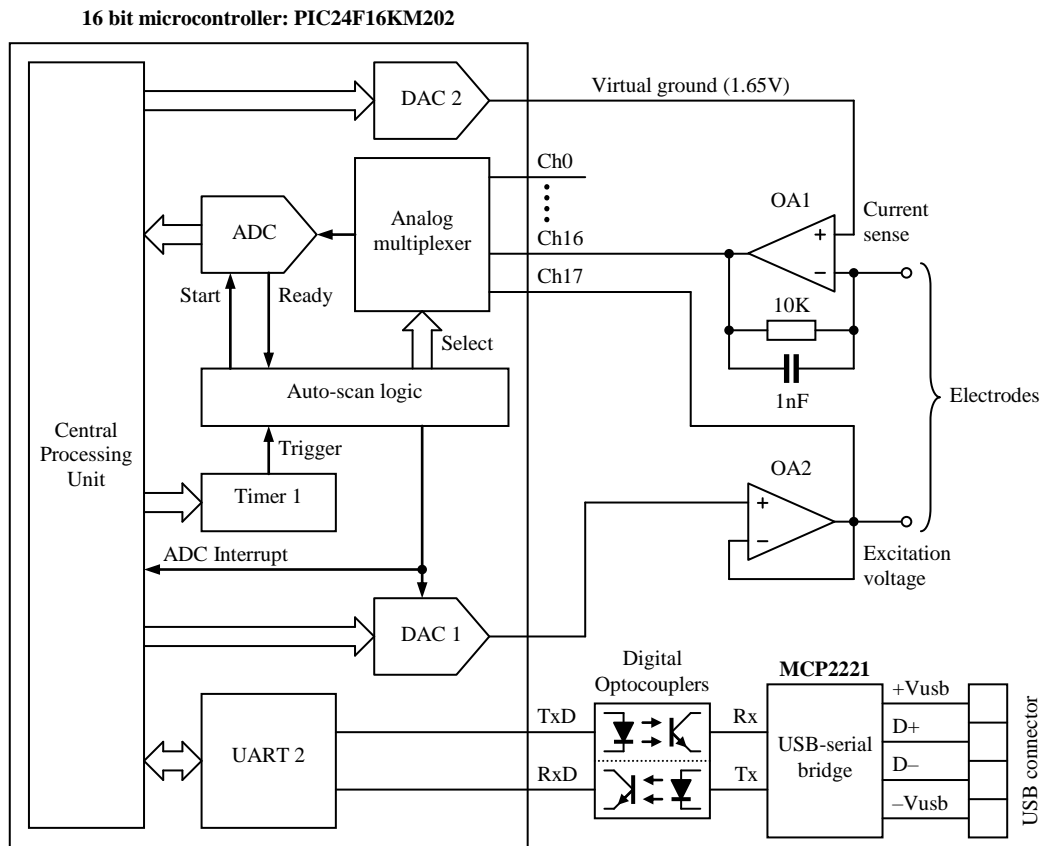 16 bit microcontroller: PIC24F16KM202
DAC 2
Virtual ground (1.65V)
Ch0
OA1
Current
sense
+
−
ADC
Analog
multiplexer
Ch16
Ch17
Start
Ready
10K
Select
1nF
Electrodes
Auto-scan logic
Central
Processing
Unit
Trigger
Timer 1
OA2
+
−
ADC Interrupt
Excitation
voltage
DAC 1
Digital
Optocouplers
MCP2221
TxD
Rx
+Vusb
D+
UART 2
USB-serial
bridge
D–
RxD
Tx
–Vusb
USB connector